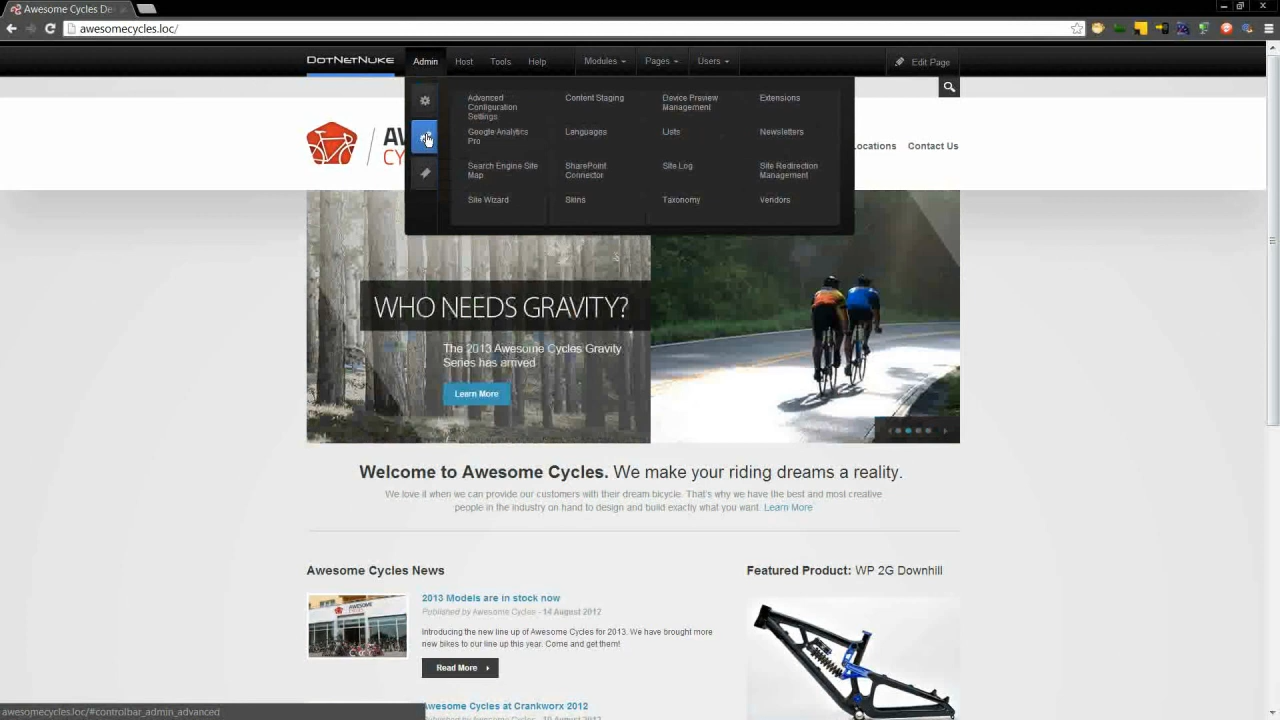 Awesome Cycles De
awesomecycles.loc/
DOTNETNUKE Admin Host Tools Help Modules Pages Users Edit Page
Advanced Configuration Settings
Content Staging
Device Preview Management
Extensions
Google Analytics Pro
Languages
Lists
Newsletters
Search Engine Site Map
SharePoint Connector
Site Log
Site Redirection Management
Site Wizard
Skins
Taxonomy
Vendors
Locations Contact Us
WHO NEEDS GRAVITY?
The 2013 Awesome Cycles Gravity
Series has arrived
Learn More
Welcome to Awesome Cycles. We make your riding dreams a reality.
We love it when we can provide our customers with their dream bicycle. That's why we have the best and most creative
people in the industry on hand to design and build exactly what you want. Learn More
Awesome Cycles News
2013 Models are in stock now
Published by Awesome Cycles - 14 August 2012
Introducing the new line up of Awesome Cycles for 2013. We have brought more
new bikes to our line up this year. Come and get them!
Read More
Awesome Cycles at Crankworx 2012
Featured Product: WP 2G Downhill
awesomecycles.loc/#controlbar_admin_advanced